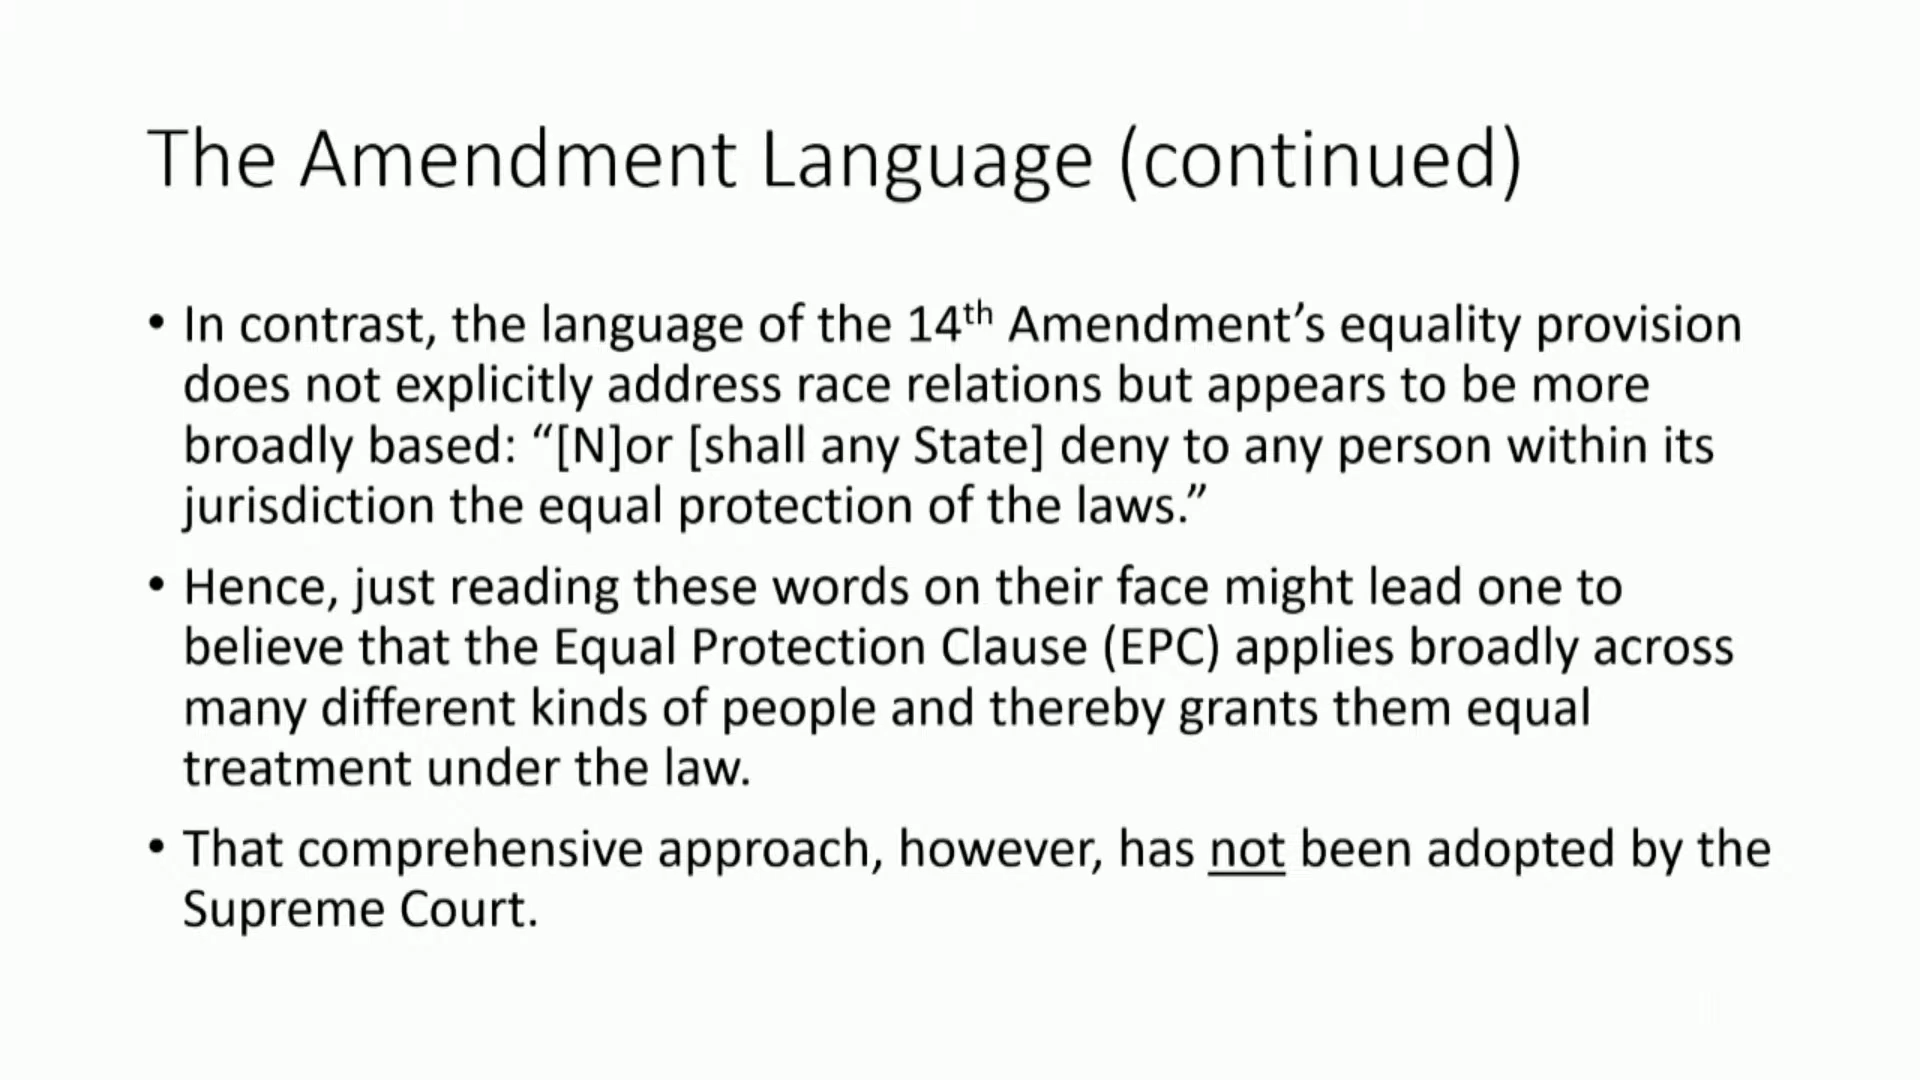 The Amendment Language (continued)
• In contrast, the language of the 14th Amendment’s equality provision
does not explicitly address race relations but appears to be more
broadly based: “[N]or [shall any State] deny to any person within its
jurisdiction the equal protection of the laws.”
• Hence, just reading these words on their face might lead one to
believe that the Equal Protection Clause (EPC) applies broadly across
many different kinds of people and thereby grants them equal
treatment under the law.
• That comprehensive approach, however, has not been adopted by the
Supreme Court.